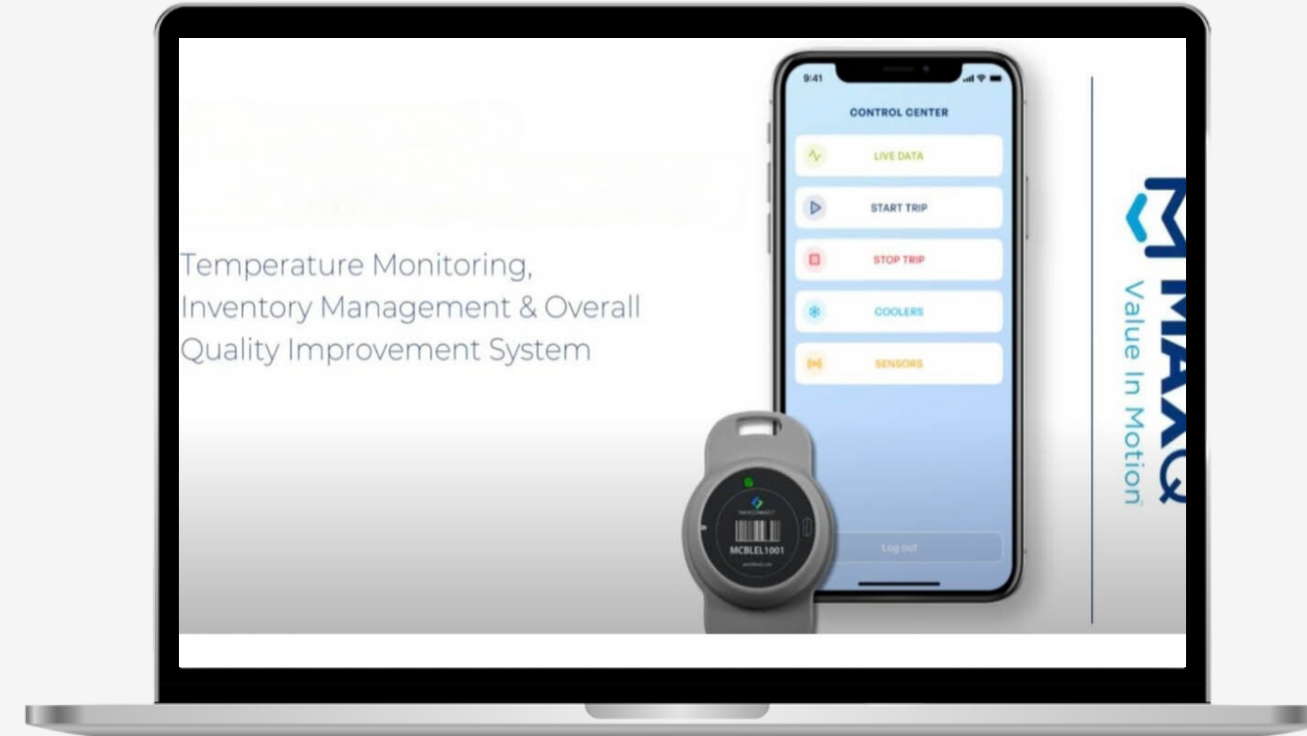 Temperature Monitoring,
Inventory Management & Overall
Quality Improvement System
9:41
CONTROL CENTER
LIVE DATA
START TRIP
STOP TRIP
COOLERS
SENSORS
Log out
MCBLEL1001
MAXQ
Value In Motion